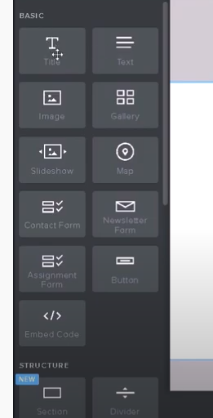 BASIC
Title Text
Image Gallery
Slideshow Map
Contact Form Newsletter
Form
Assignment
Form Button
Embed Code
STRUCTURE
NEW
Section Divider